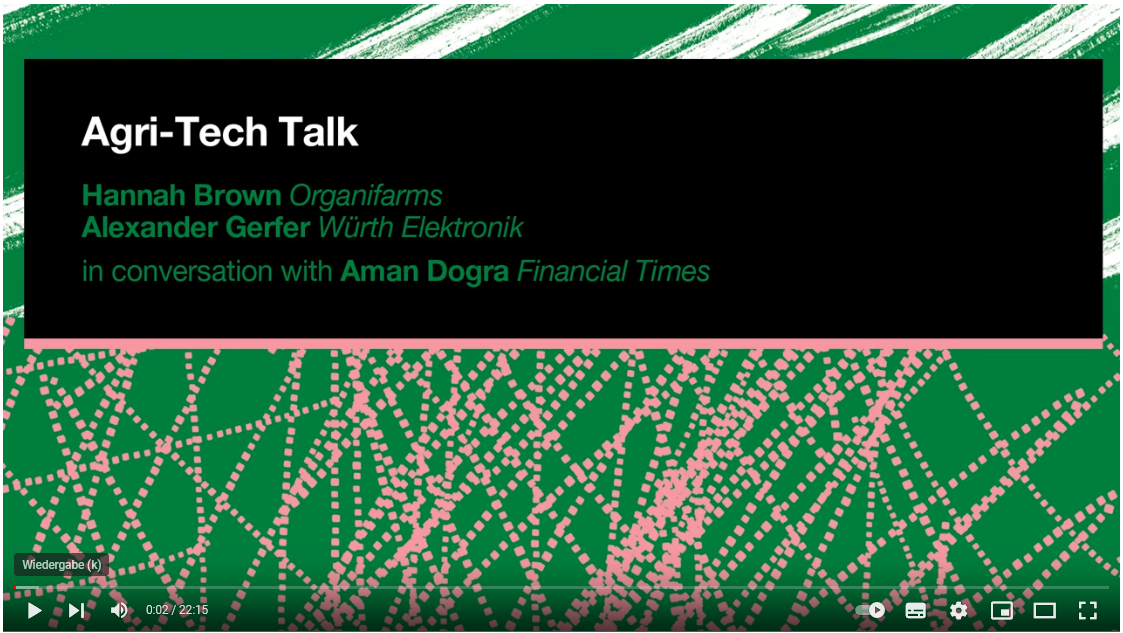 Agri-Tech Talk
Hannah Brown Organifarms
Alexander Gerfer Würth Elektronik
in conversation with Aman Dogra Financial Times
Wiedergabe (k)
0:02 / 22:15